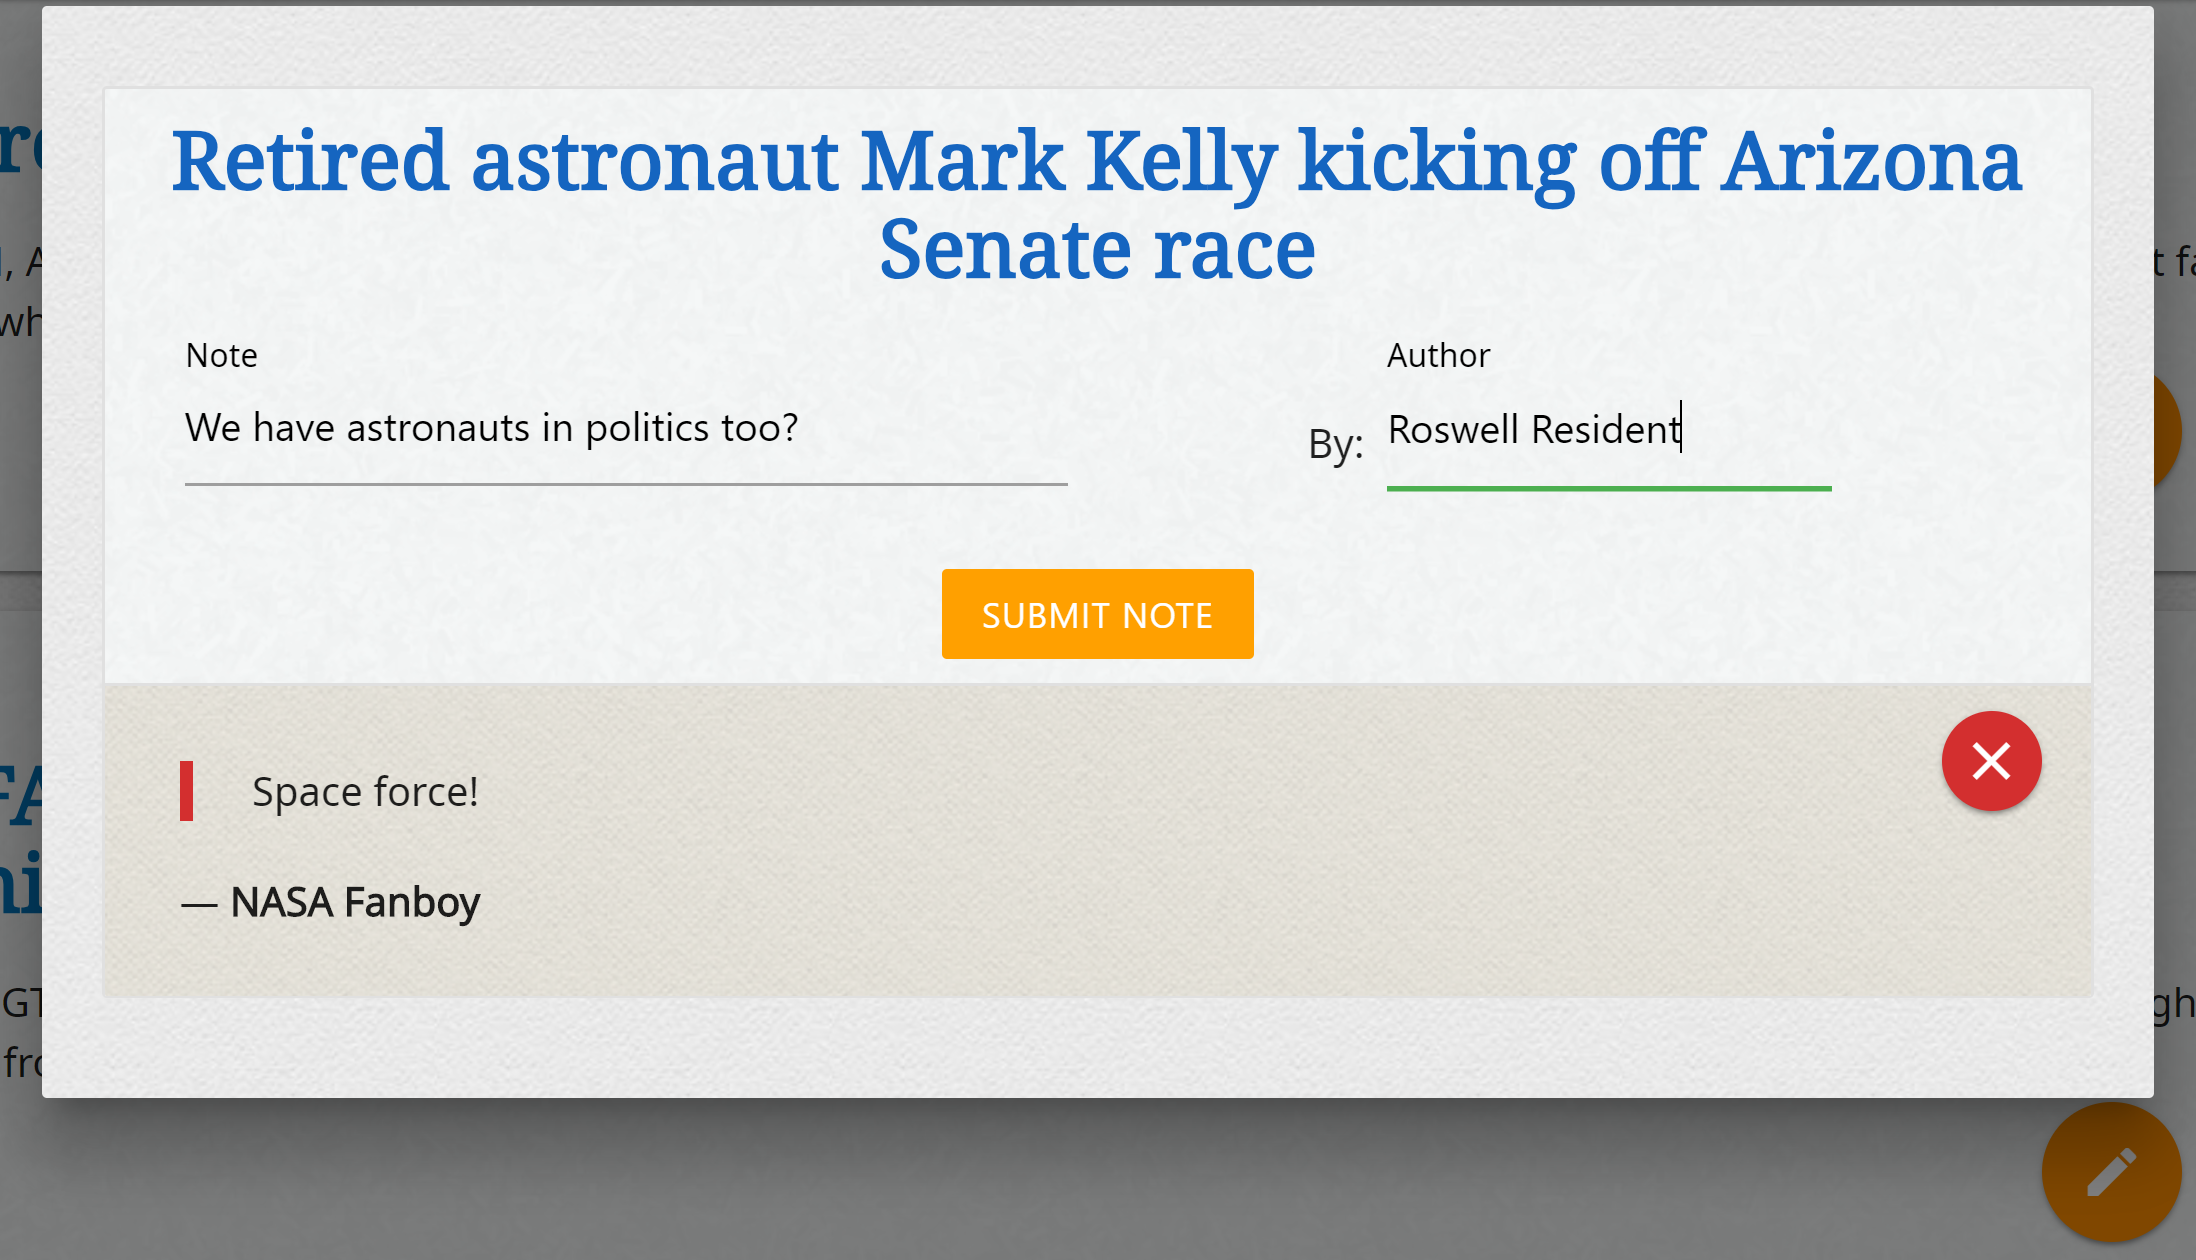 Retired astronaut Mark Kelly kicking off Arizona
Senate race
Note
Author
We have astronauts in politics too?
By: Roswell Resident
SUBMIT NOTE
Space force!
— NASA Fanboy